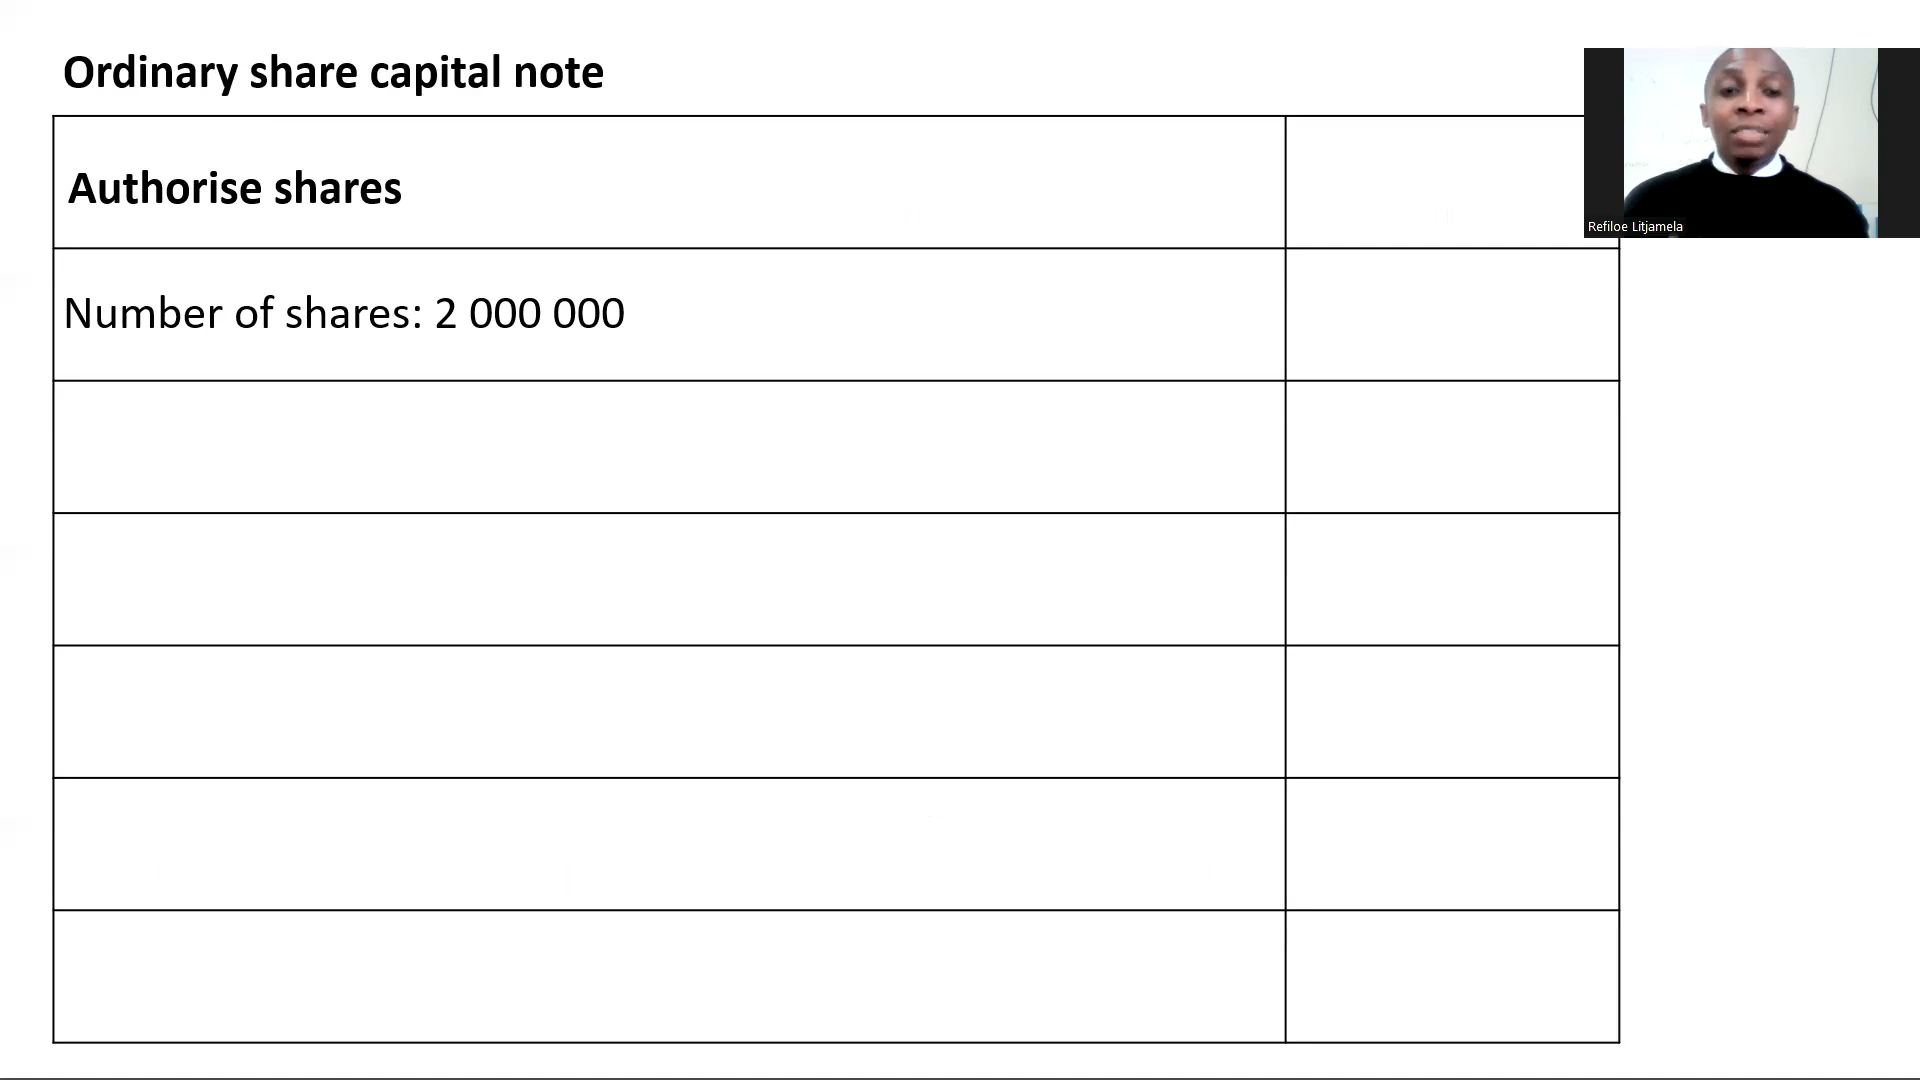 Ordinary share capital note
Authorise shares
Refiloe Litjamela
Number of shares: 2 000 000